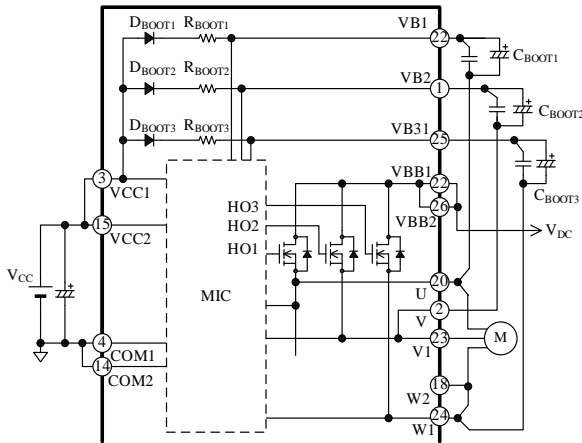 DBOOT1 RBOOT1 VB1 22 CBOOT1
DBOOT2 RBOOT2 VB2 1 CBOOT2
DBOOT3 RBOOT3 VB31 25 CBOOT3
3 VCC1 VBB1 22
HO3 26 VBB2
15 VCC2 HO2 VDC
HO1
VCC MIC 20 U
2 V
4 COM1 23 V1 M
14 COM2 18 W2
24 W1